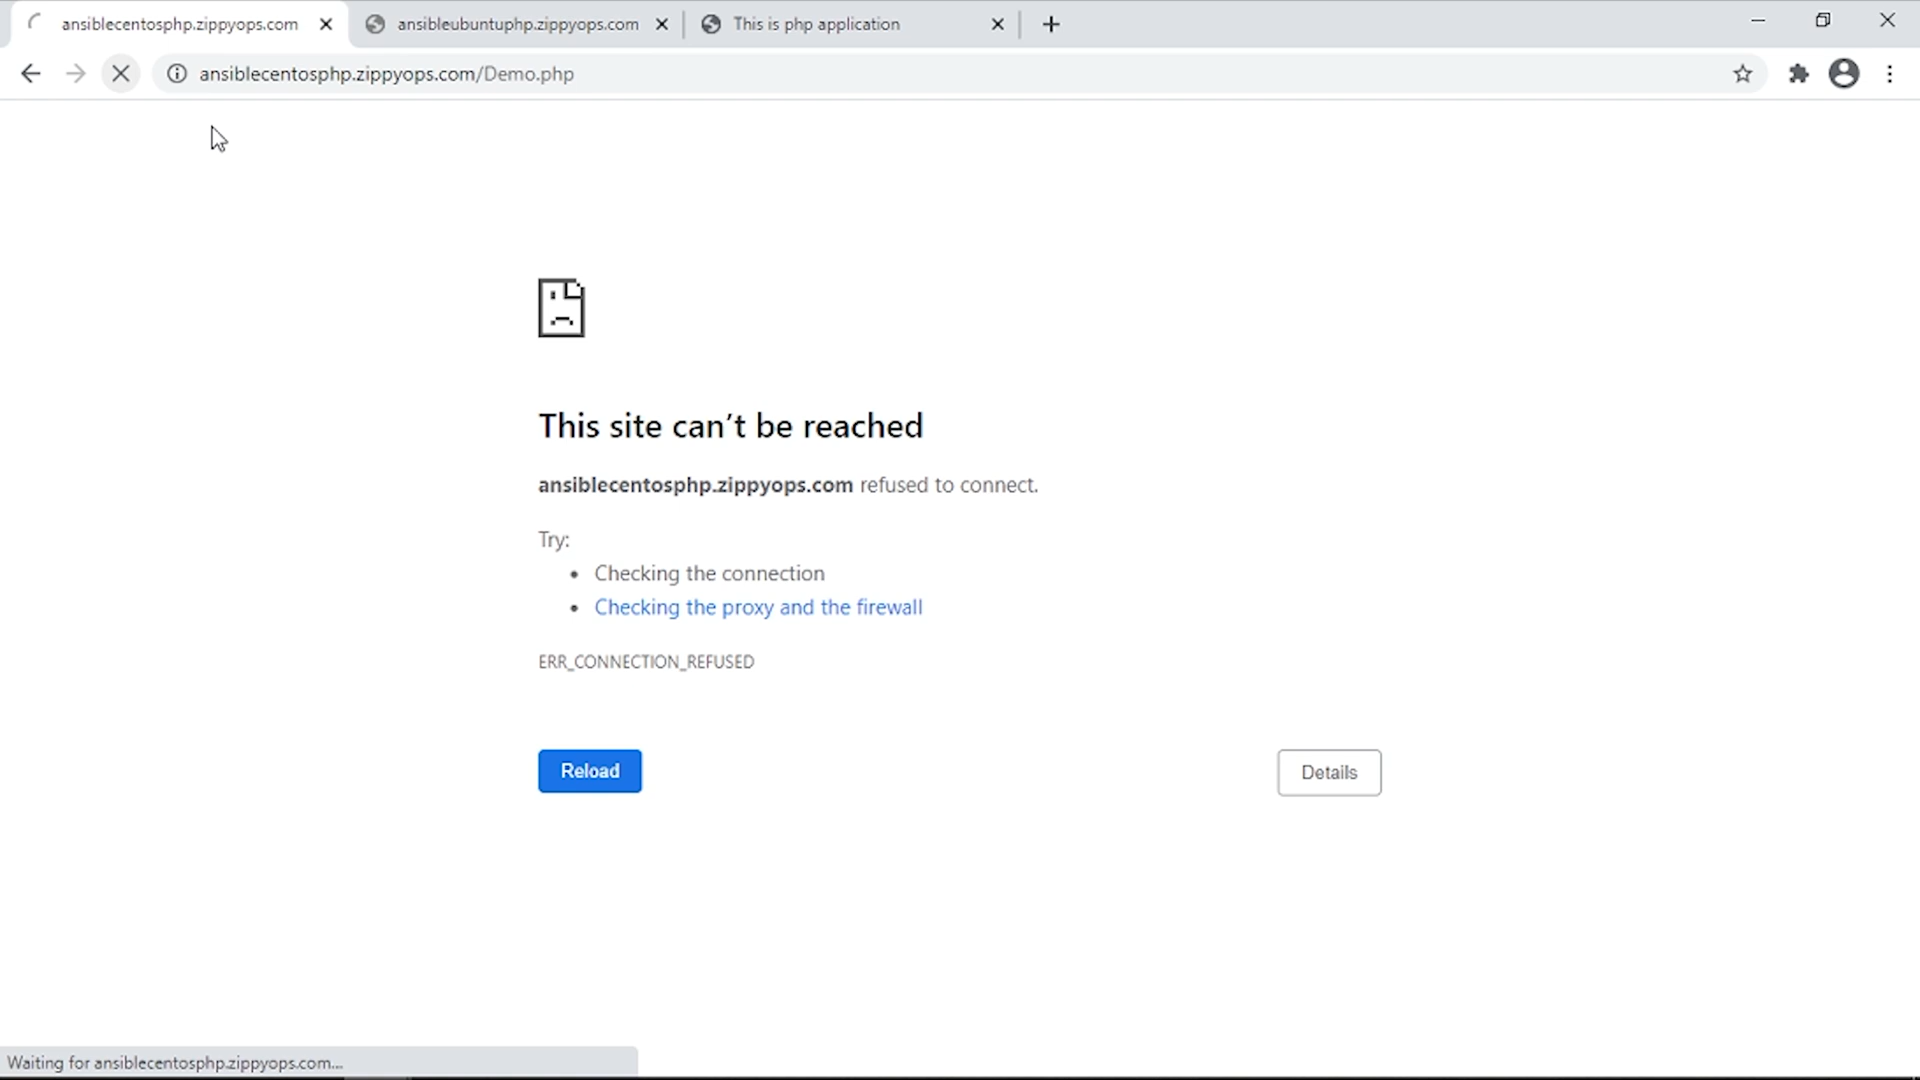 ansiblecentosphp.zippyops.com
ansibleubuntuphp.zippyops.com
This is php application
ansiblecentosphp.zippyops.com/Demo.php
This site can’t be reached
ansiblecentosphp.zippyops.com refused to connect.
Try:
• Checking the connection
• Checking the proxy and the firewall
ERR_CONNECTION_REFUSED
Reload
Details
Waiting for ansiblecentosphp.zippyops.com...